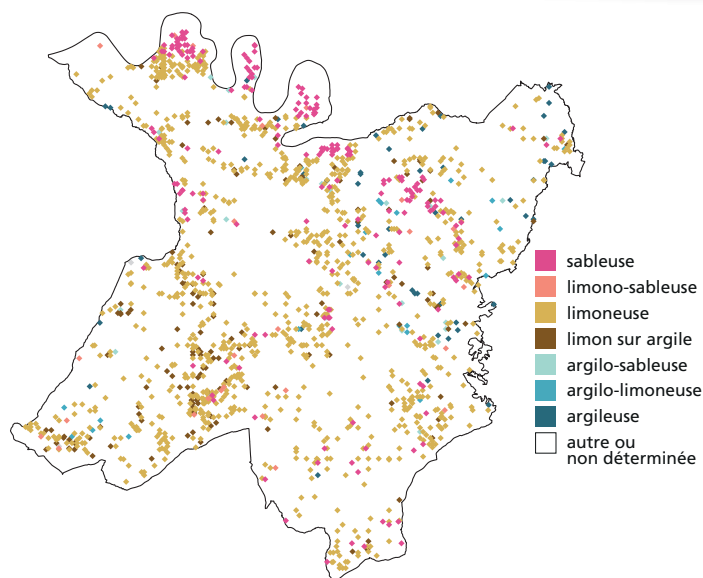 sableuse
limono-sableuse
limoneuse
limon sur argile
argilo-sableuse
argilo-limoneuse
argileuse
autre ou
non déterminée